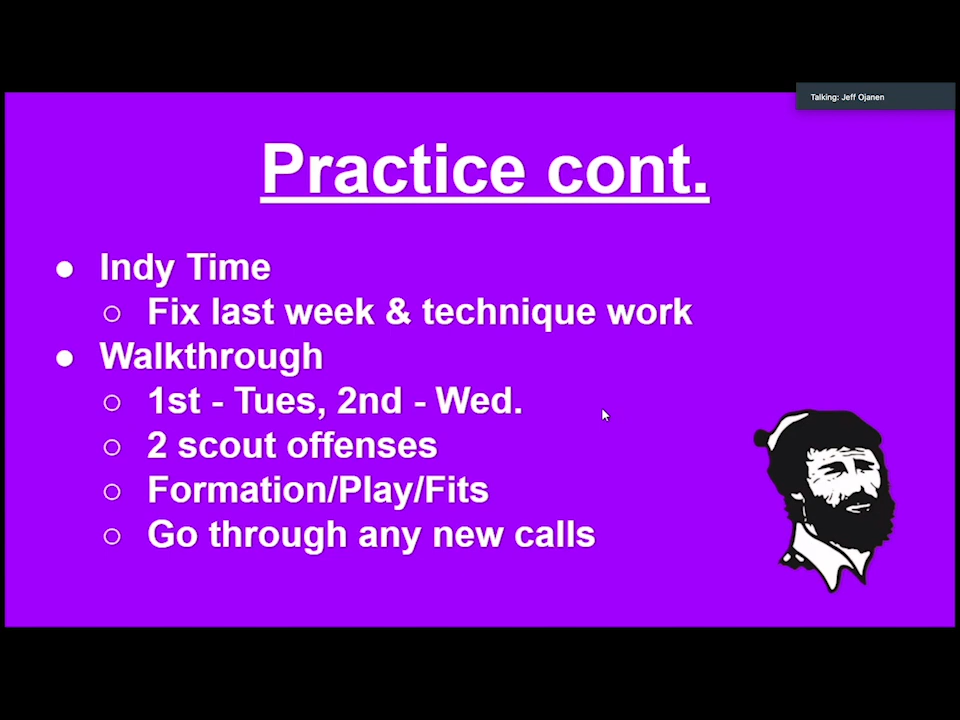 Talking: Jeff Ojanen
Practice cont.
● Indy Time
○ Fix last week & technique work
● Walkthrough
○ 1st - Tues, 2nd - Wed.
○ 2 scout offenses
○ Formation/Play/Fits
○ Go through any new calls